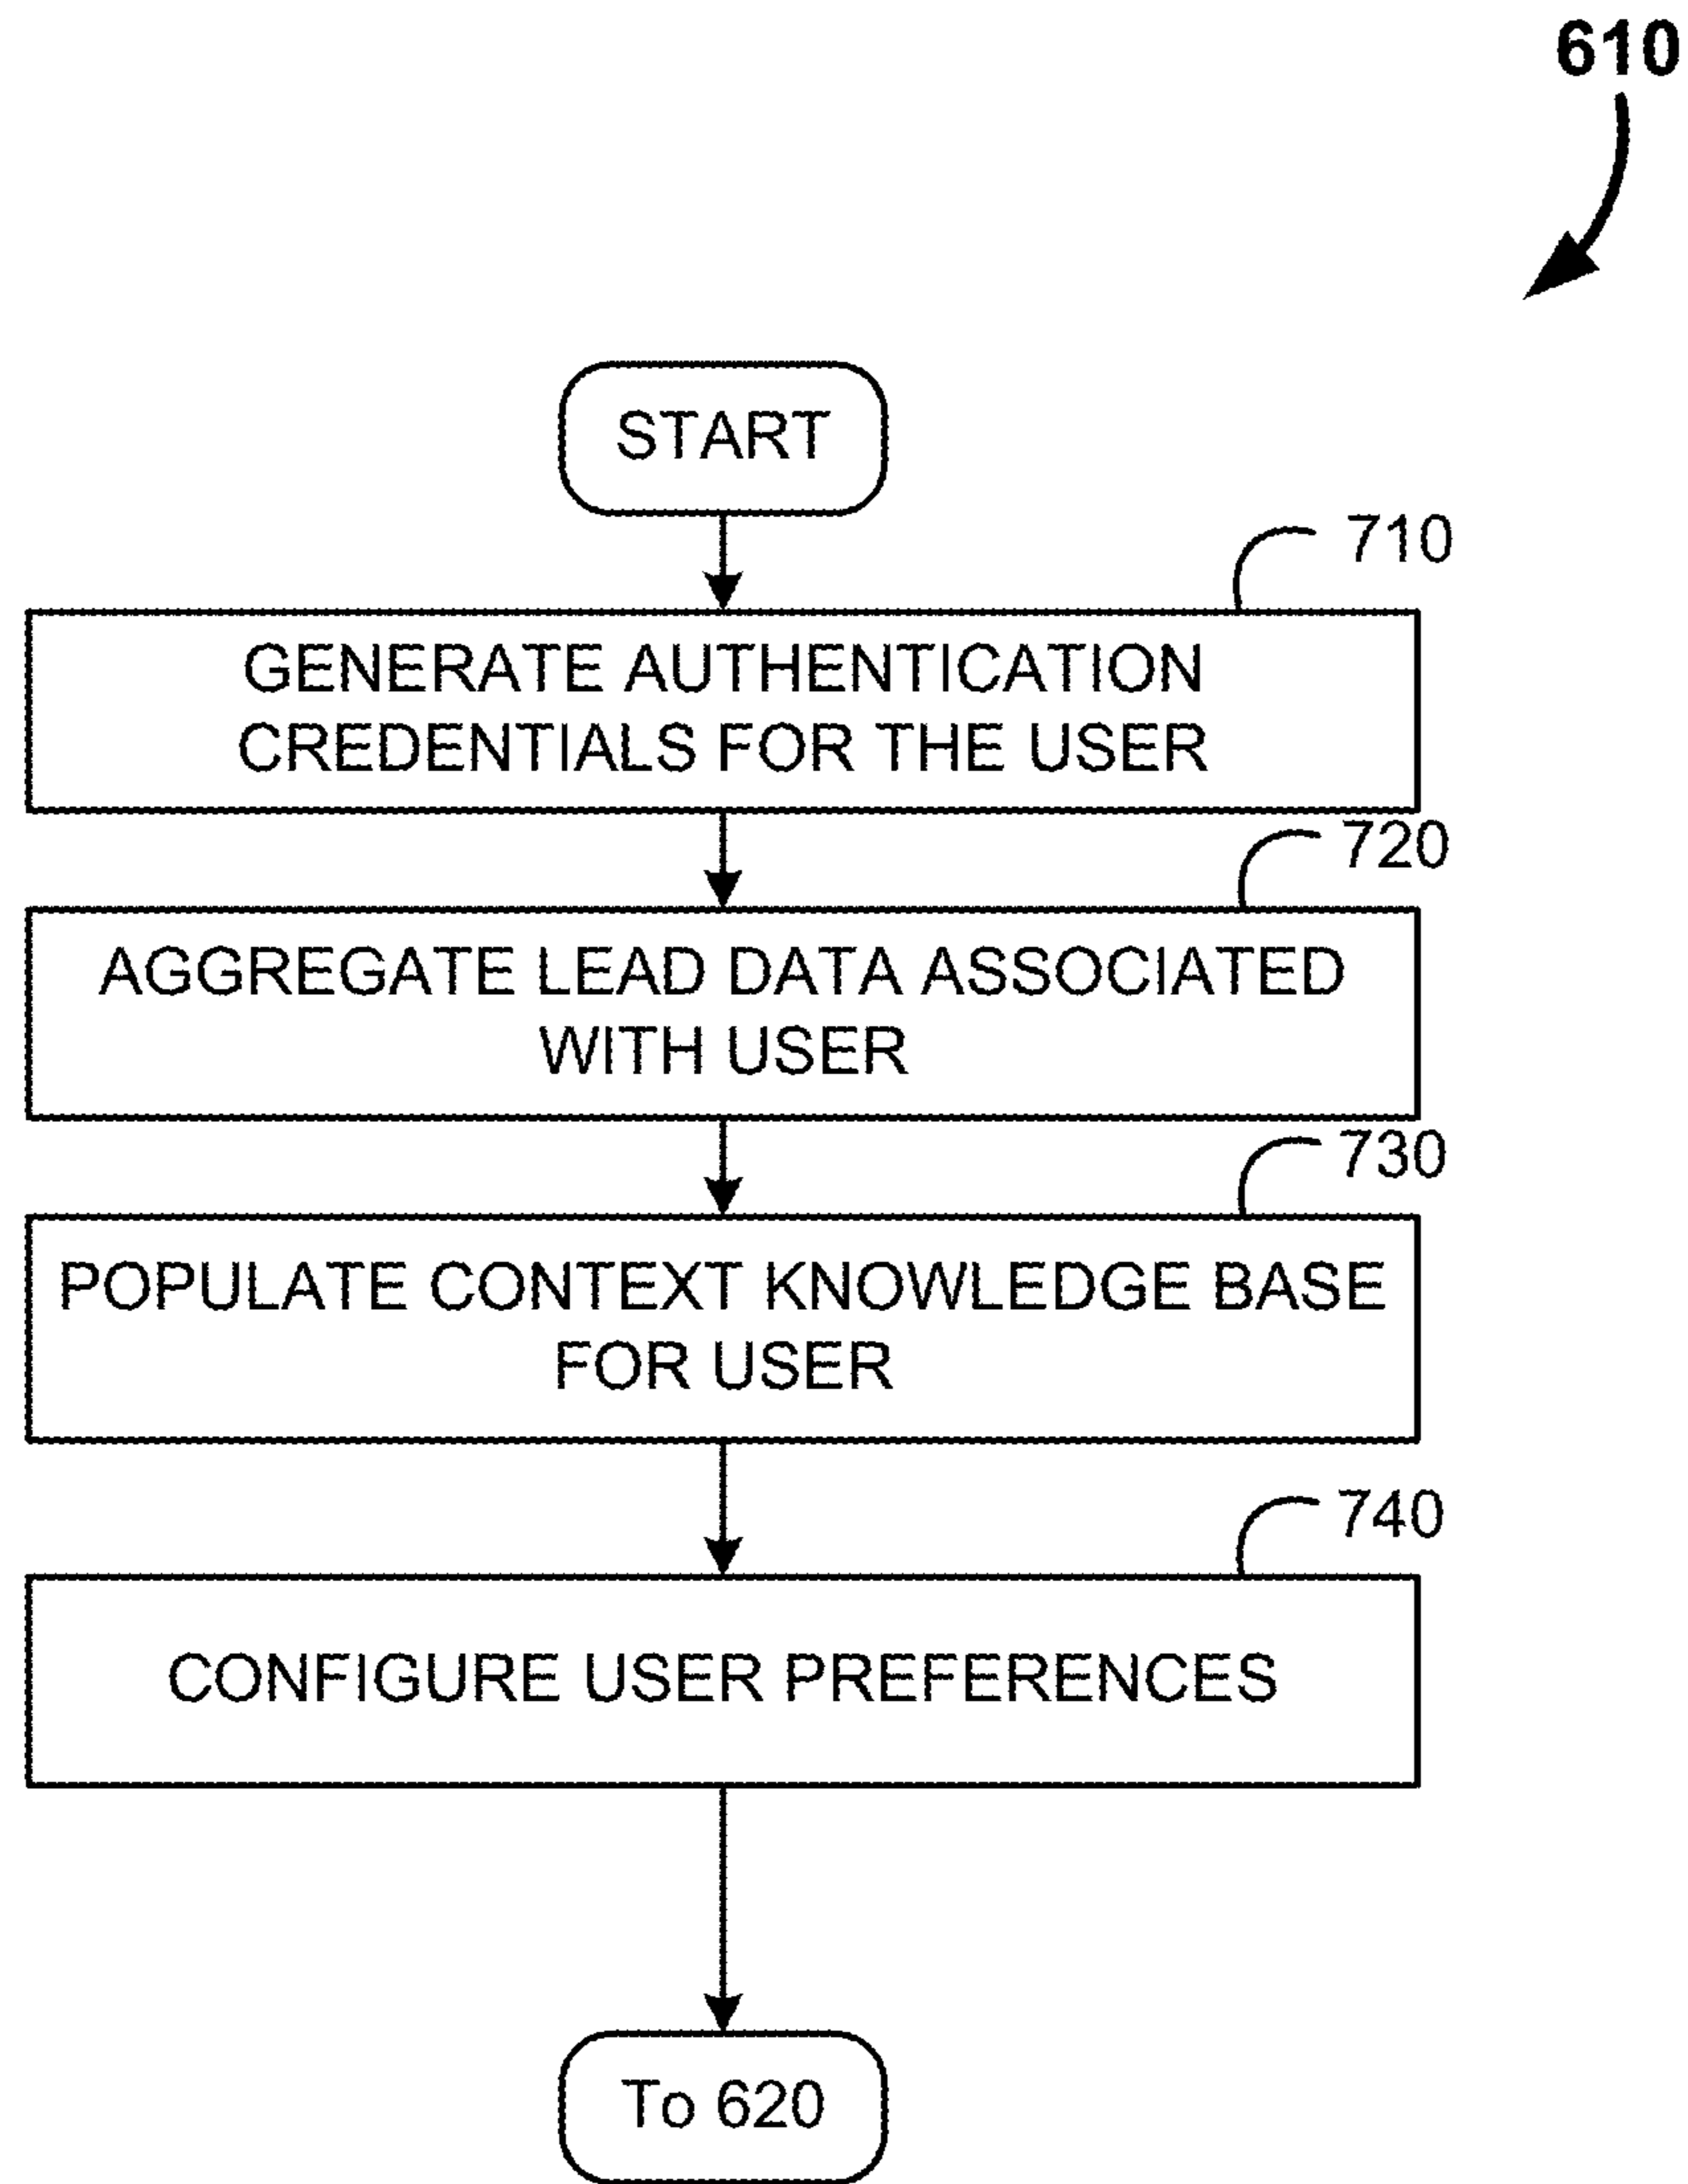 610
START
710
GENERATE AUTHENTICATION
CREDENTIALS FOR THE USER
720
AGGREGATE LEAD DATA ASSOCIATED
WITH USER
730
POPULATE CONTEXT KNOWLEDGE BASE
FOR USER
740
CONFIGURE USER PREFERENCES
To 620